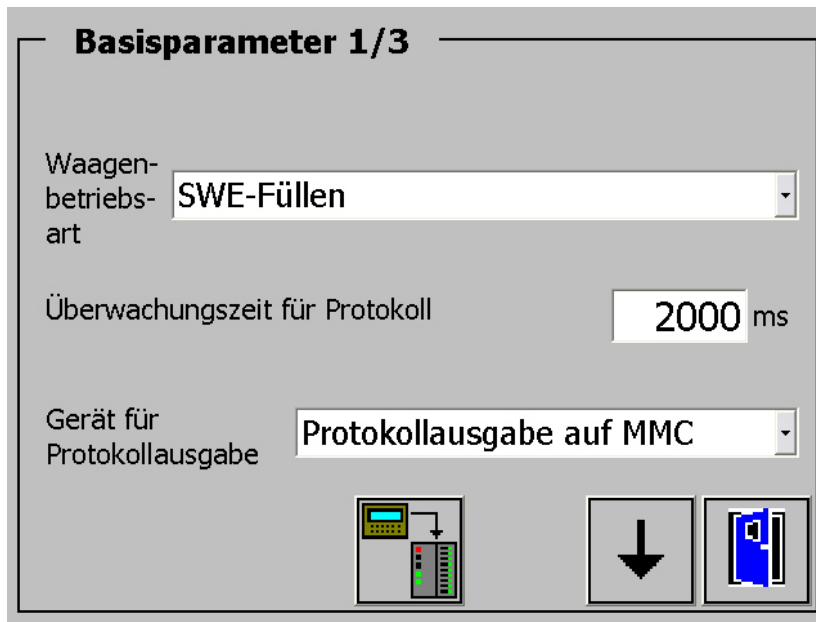 Basisparameter 1/3
Waagen-
betriebs-
art
SWE-Füllen
Überwachungszeit für Protokoll
2000 ms
Gerät für
Protokollausgabe
Protokollausgabe auf MMC